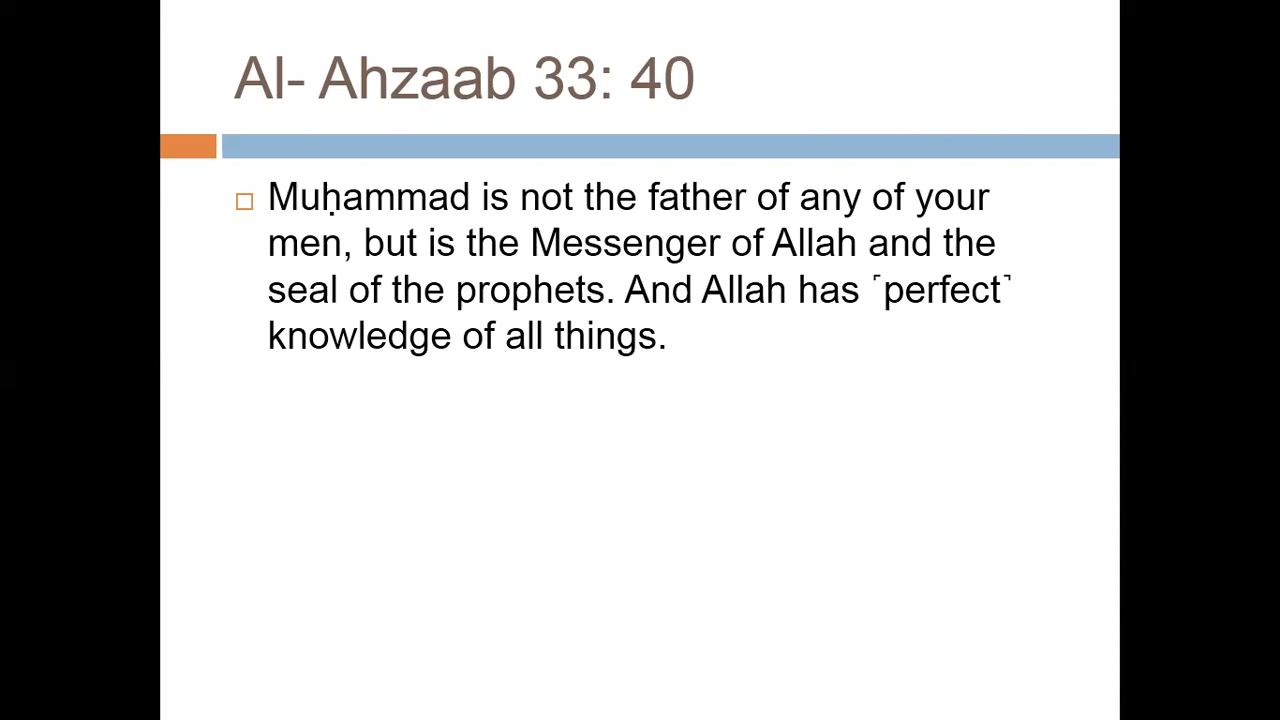 Al- Ahzaab 33: 40
Muḥammad is not the father of any of your
men, but is the Messenger of Allah and the
seal of the prophets. And Allah has ˹perfect˺
knowledge of all things.